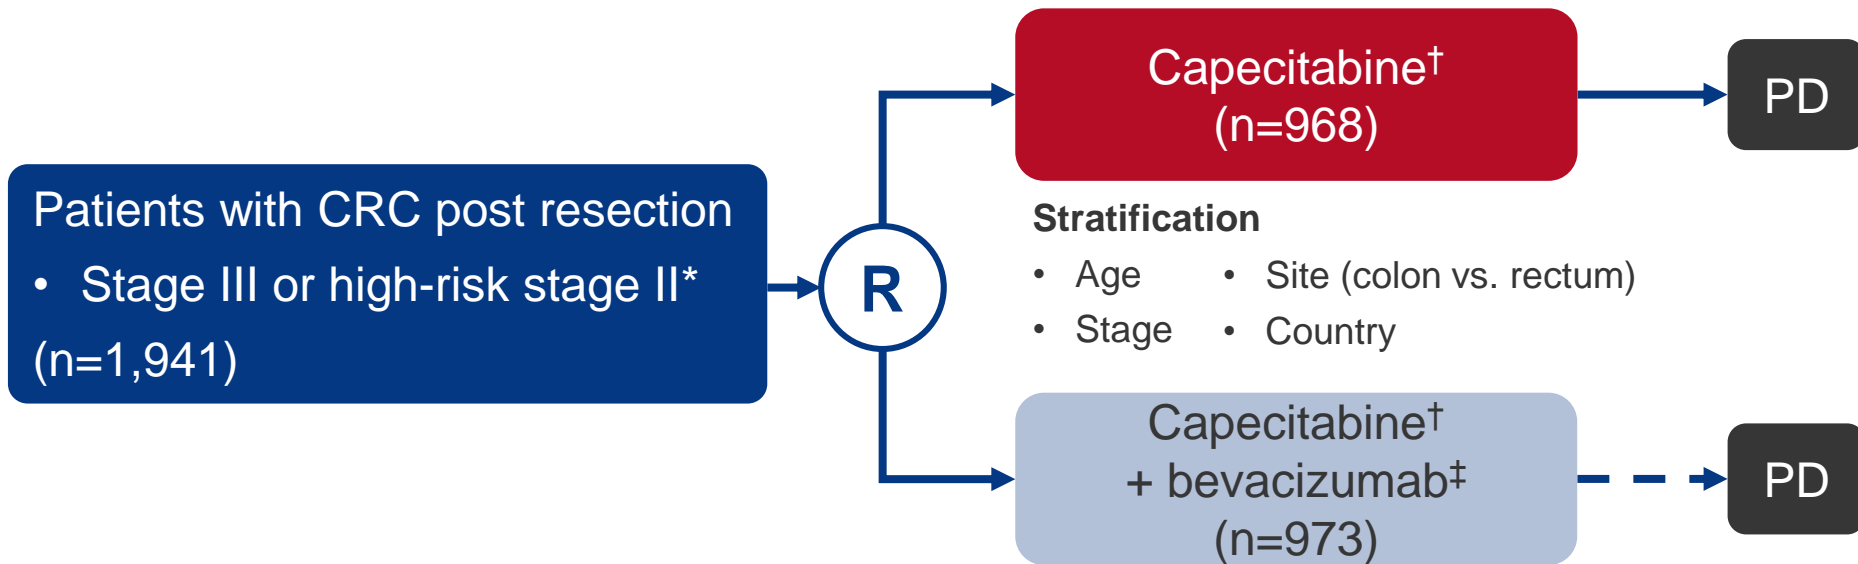 Patients with CRC post resection
• Stage III or high-risk stage II*
(n=1,941)
R
Capecitabine†
(n=968)
PD
Stratification
• Age • Site (colon vs. rectum)
• Stage • Country
Capecitabine†
+ bevacizumab‡
(n=973)
PD